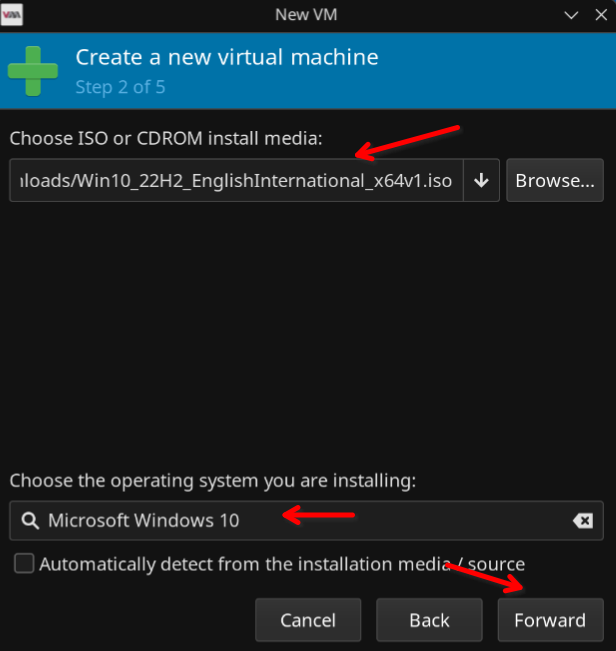 New VM
Create a new virtual machine
Step 2 of 5
Choose ISO or CDROM install media:
loads/Win10_22H2_EnglishInternational_x64v1.iso
Browse...
Choose the operating system you are installing:
Microsoft Windows 10
Automatically detect from the installation media / source
Cancel Back Forward